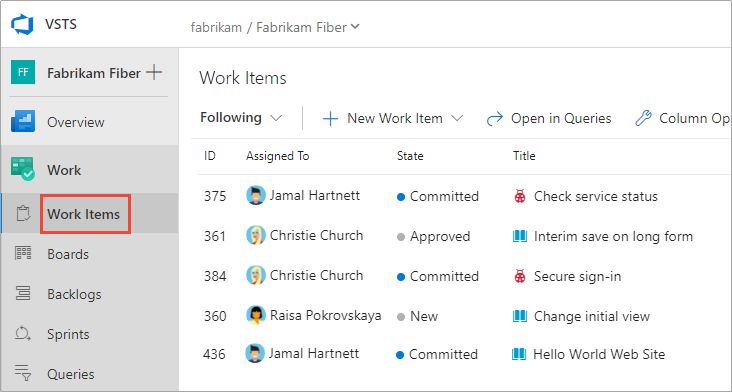 VSTS
fabrikam / Fabrikam Fiber
FF Fabrikam Fiber
Overview
Work
Work Items
Boards
Backlogs
Sprints
Queries
Work Items
Following New Work Item Open in Queries Column Op
ID Assigned To State Title
375 Jamal Hartnett Committed Check service status
361 Christie Church Approved Interim save on long form
384 Christie Church Committed Secure sign-in
360 Raisa Pokrovskaya New Change initial view
436 Jamal Hartnett Committed Hello World Web Site